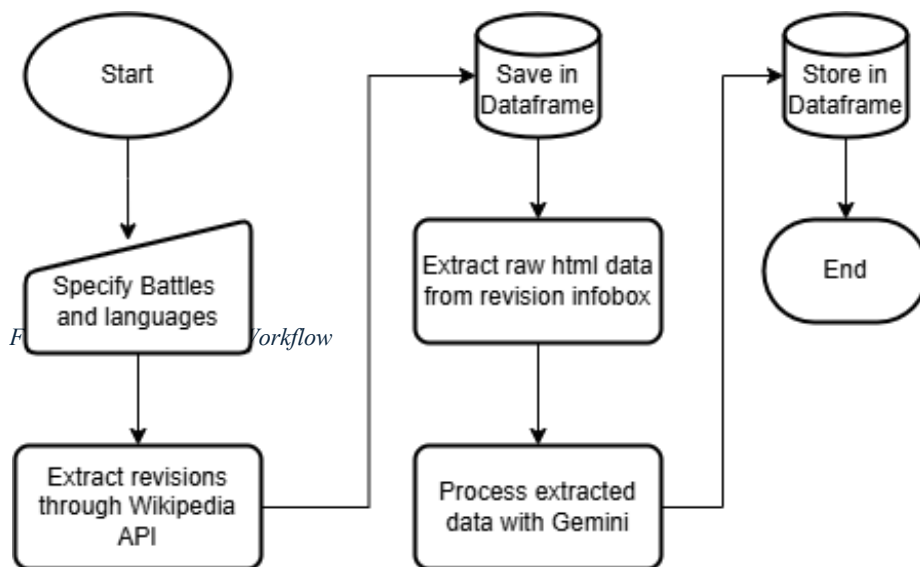 Start
Specify Battles
and languages
F
Workflow
Extract revisions
through Wikipedia
API
Save in
Dataframe
Extract raw html data
from revision infobox
Process extracted
data with Gemini
Store in
Dataframe
End